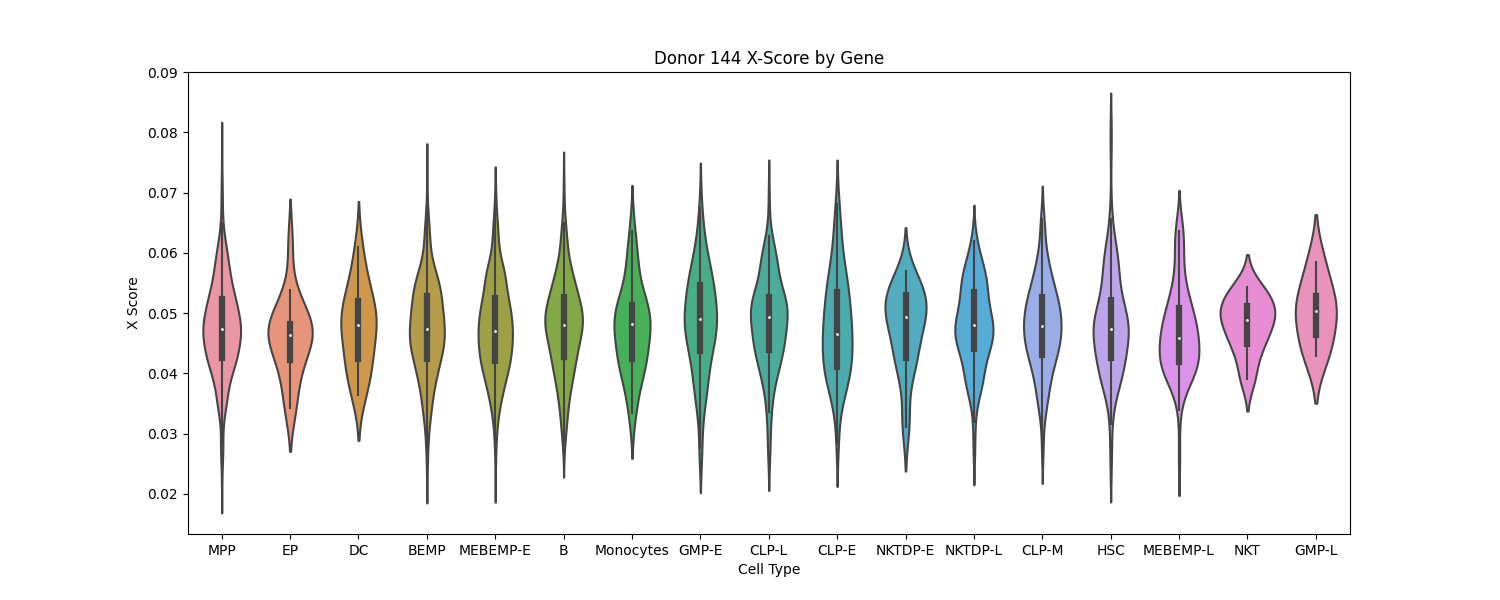 Donor 144 X-Score by Gene
0.09
0.08
0.07
0.06
0.05
0.04
0.03
0.02
X Score
MPP EP DC BEMP MEBEMP-E B Monocytes GMP-E CLP-L CLP-E NKTDP-E NKTDP-L CLP-M HSC MEBEMP-L NKT GMP-L
Cell Type